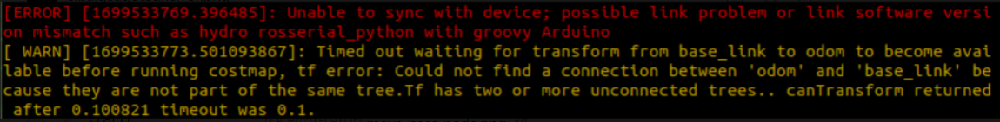 [ERROR] [1699533769.396485]: Unable to sync with device; possible link problem or link software versi
on mismatch such as hydro rosserial_python with groovy Arduino
[ WARN] [1699533773.501093867]: Timed out waiting for transform from base_link to odom to become avai
lable before running costmap, tf error: Could not find a connection between 'odom' and 'base_link' be
cause they are not part of the same tree.Tf has two or more unconnected trees.. canTransform returned
 after 0.100821 timeout was 0.1.